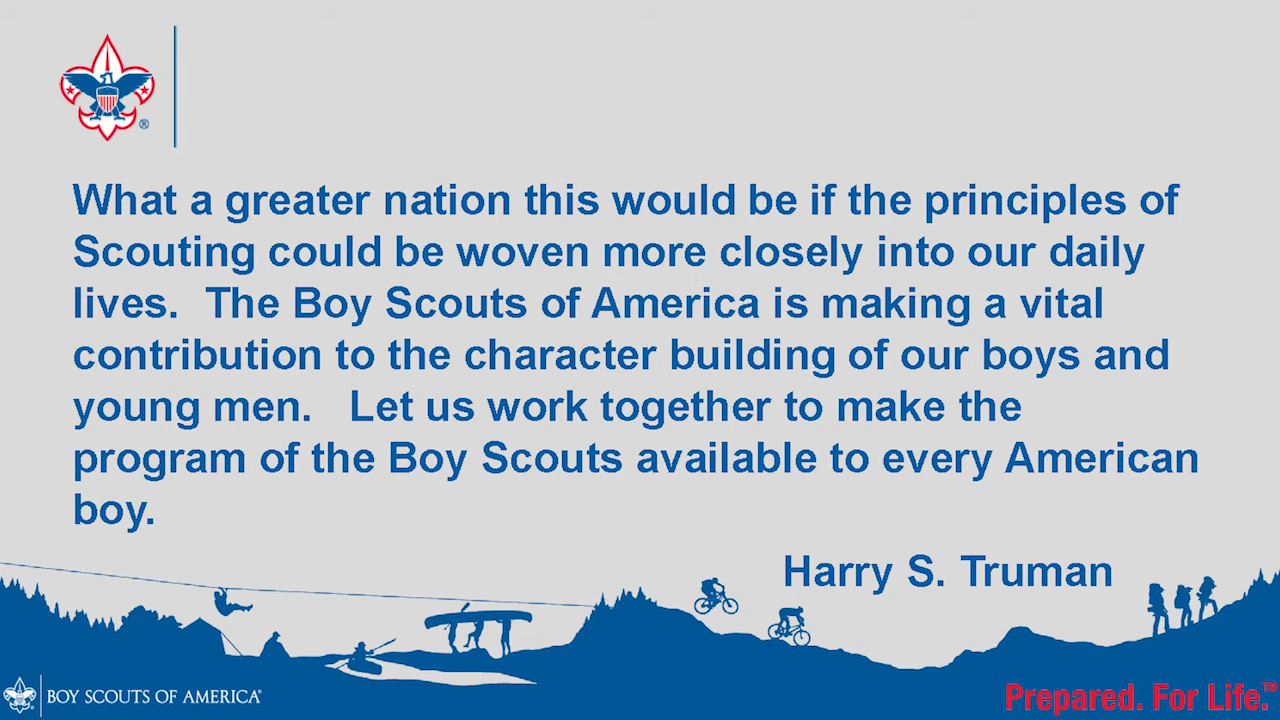 ®
What a greater nation this would be if the principles of
Scouting could be woven more closely into our daily
lives.  The Boy Scouts of America is making a vital
contribution to the character building of our boys and
young men.   Let us work together to make the
program of the Boy Scouts available to every American
boy.
Harry S. Truman
BOY SCOUTS OF AMERICA®
Prepared. For Life.™